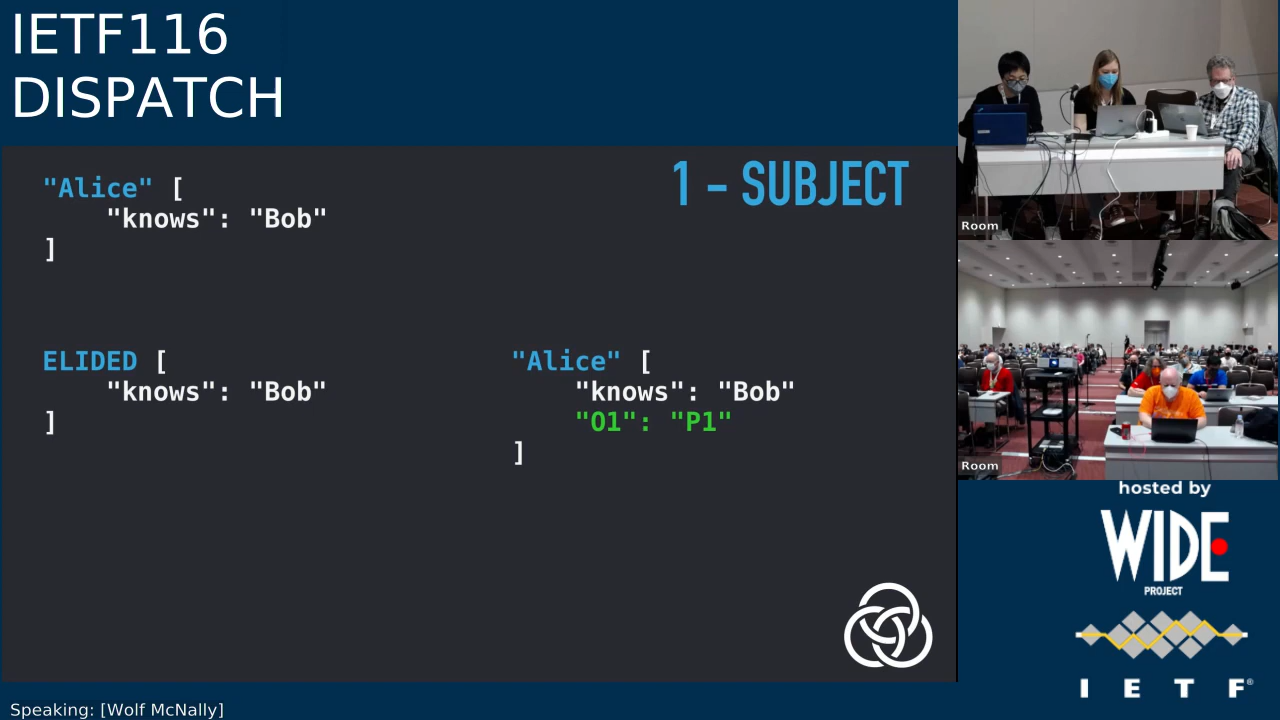 IETF116
DISPATCH
1 - SUBJECT
"Alice" [
"knows": "Bob"
]
ELIDED [
"knows": "Bob"
]
"Alice" [
"knows": "Bob"
"O1": "P1"
]
Room
Room
hosted by
WIDE
PROJECT
I E T F®
Speaking: [Wolf McNally]